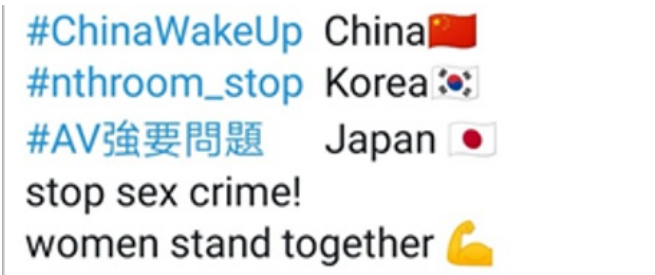 #ChinaWakeUp China🇨🇳
#nthroom_stop Korea🇰🇷
#AV強要問題 Japan 🇯🇵
stop sex crime!
women stand together 💪